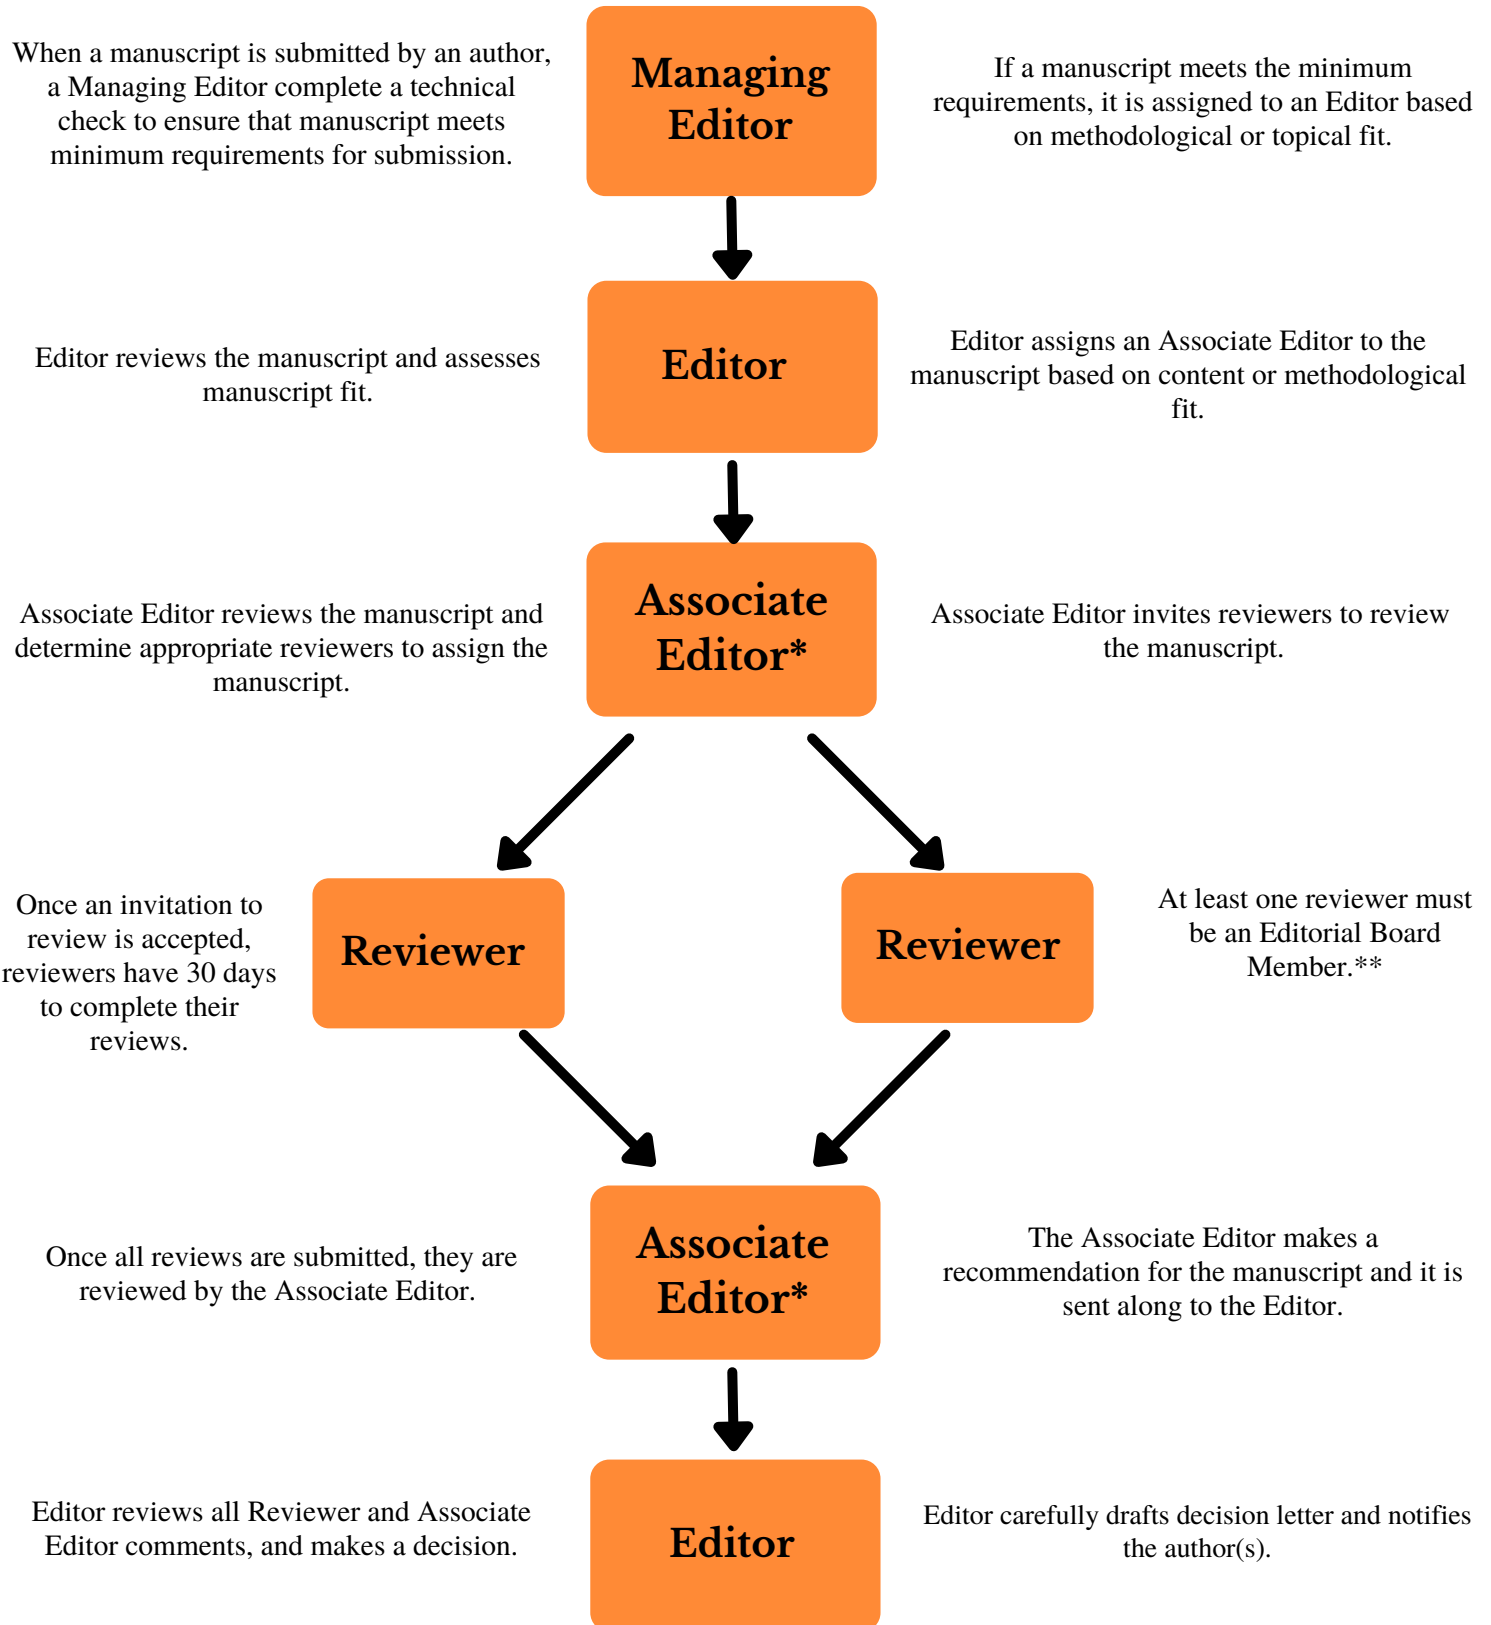 When a manuscript is submitted by an author,
a Managing Editor complete a technical
check to ensure that manuscript meets
minimum requirements for submission.
Managing
Editor
If a manuscript meets the minimum
requirements, it is assigned to an Editor based
on methodological or topical fit.
Editor reviews the manuscript and assesses
manuscript fit.
Editor
Editor assigns an Associate Editor to the
manuscript based on content or methodological
fit.
Associate Editor reviews the manuscript and
determine appropriate reviewers to assign the
manuscript.
Associate
Editor*
Associate Editor invites reviewers to review
the manuscript.
Once an invitation to
review is accepted,
reviewers have 30 days
to complete their
reviews.
Reviewer
Reviewer
At least one reviewer must
be an Editorial Board
Member.**
Once all reviews are submitted, they are
reviewed by the Associate Editor.
Associate
Editor*
The Associate Editor makes a
recommendation for the manuscript and it is
sent along to the Editor.
Editor reviews all Reviewer and Associate
Editor comments, and makes a decision.
Editor
Editor carefully drafts decision letter and notifies
the author(s).